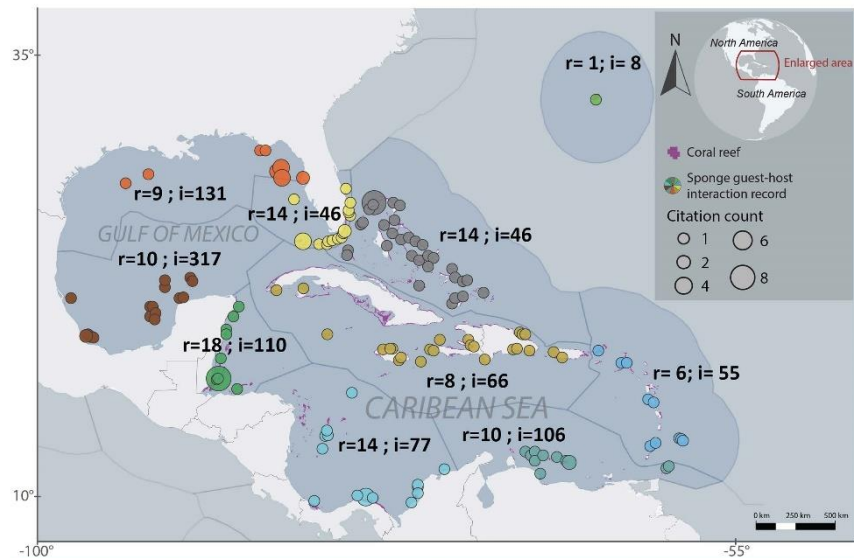 35°
r= 1; i= 8
N
North America
Enlarged area
South America
Coral reef
Sponge guest-host
interaction record
Citation count
1
6
2
8
4
r=9 ; i=131
r=14 ; i=46
GULF OF MEXICO
r=10 ; i=317
r=14 ; i=46
r=18 ; i=110
r=8 ; i=66
r= 6; i= 55
CARIBEAN SEA
r=14 ; i=77
r=10 ; i=106
10°
0 km 250 km 500 km
-100°
-55°